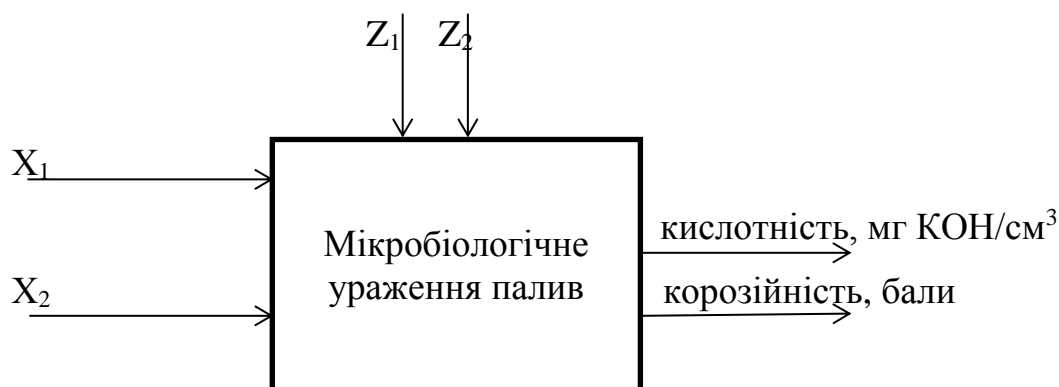 Z₁ Z₂
X₁
X₂
Мікробіологічне
ураження палив
кислотність, мг КОН/см³
корозійність, бали